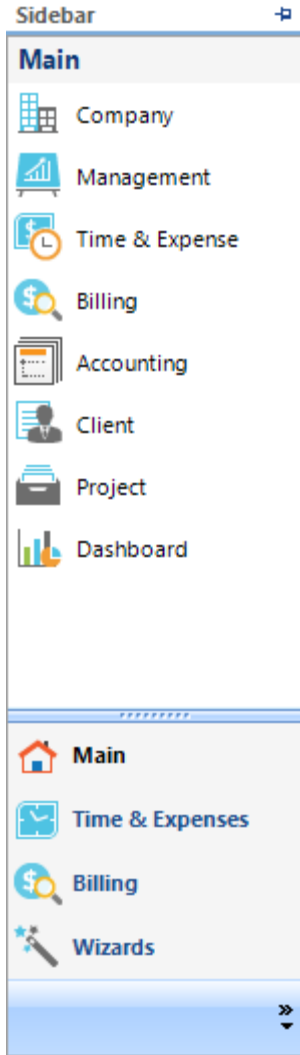 Sidebar
Main
Company
Management
Time & Expense
Billing
Accounting
Client
Project
Dashboard
Main
Time & Expenses
Billing
Wizards